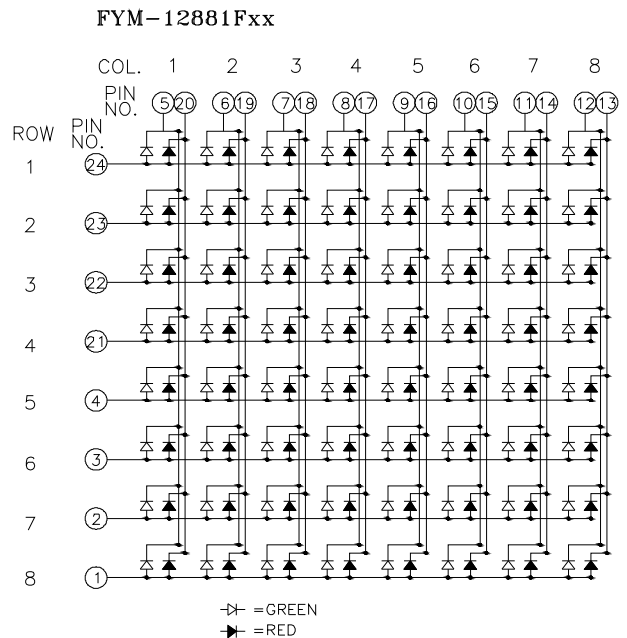 FYM-12881Fxx
COL. 1 2 3 4 5 6 7 8
PIN NO. 5 20 6 19 7 18 8 17 9 16 10 15 11 14 12 13
ROW PIN NO.
1 24
2 23
3 22
4 21
5 4
6 3
7 2
8 1
=GREEN
=RED